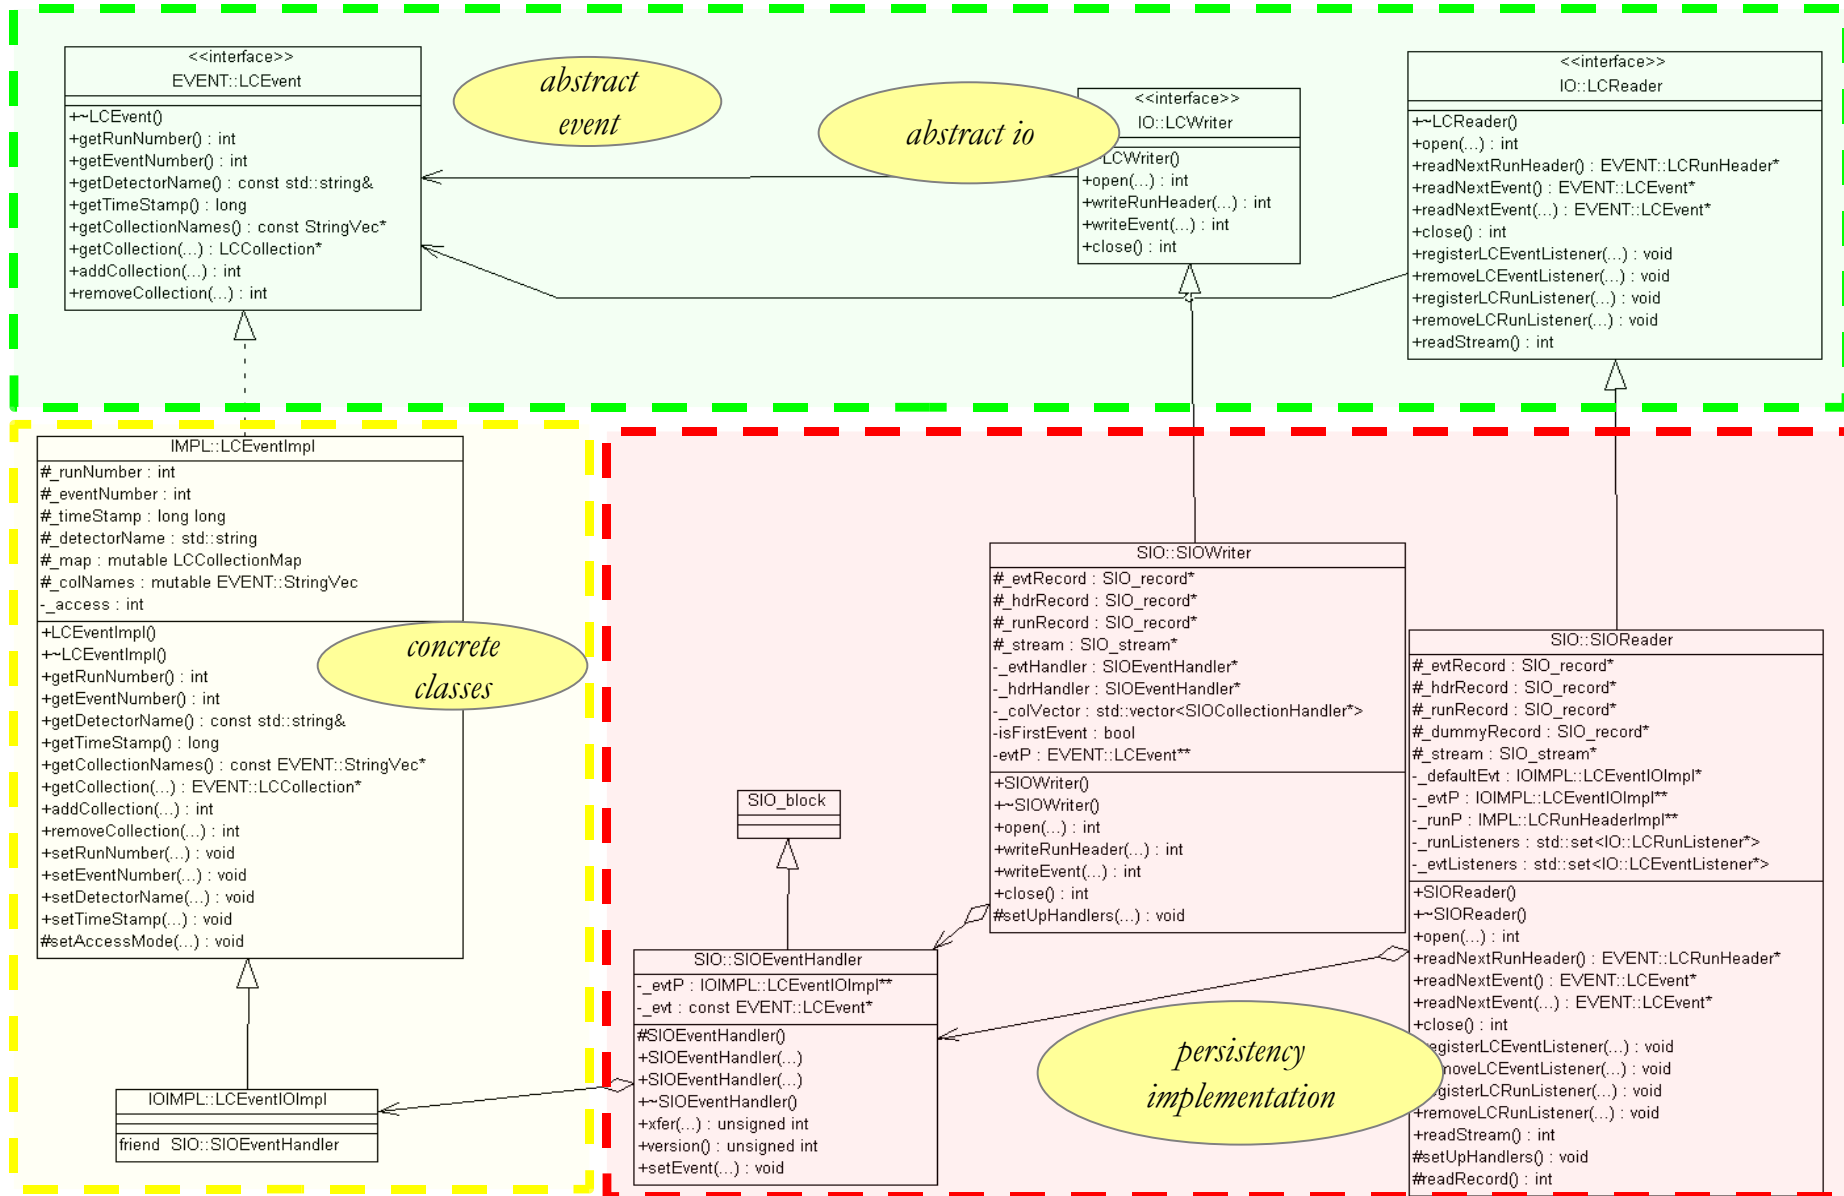 <<interface>>
EVENT::LCEvent
+~LCEvent()
+getRunNumber() : int
+getEventNumber() : int
+getDetectorName() : const std::string&
+getTimeStamp() : long
+getCollectionNames() : const StringVec*
+getCollection(...) : LCCollection*
+addCollection(...) : int
+removeCollection(...) : int
abstract
event
abstract io
<<interface>>
IO::LCWriter
LCWriter()
+open(...) : int
+writeRunHeader(...) : int
+writeEvent(...) : int
+close() : int
<<interface>>
IO::LCReader
+~LCReader()
+open(...) : int
+readNextRunHeader() : EVENT::LCRunHeader*
+readNextEvent() : EVENT::LCEvent*
+readNextEvent(...) : EVENT::LCEvent*
+close() : int
+registerLCEventListener(...) : void
+removeLCEventListener(...) : void
+registerLCRunListener(...) : void
+removeLCRunListener(...) : void
+readStream() : int
IMPL::LCEventImpl
#_runNumber : int
#_eventNumber : int
#_timeStamp : long long
#_detectorName : std::string
#_map : mutable LCCollectionMap
#_colNames : mutable EVENT::StringVec
-_access : int
+LCEventImpl()
+~LCEventImpl()
+getRunNumber() : int
+getEventNumber() : int
+getDetectorName() : const std::string&
+getTimeStamp() : long
+getCollectionNames() : const EVENT::StringVec*
+getCollection(...) : EVENT::LCCollection*
+addCollection(...) : int
+removeCollection(...) : int
+setRunNumber(...) : void
+setEventNumber(...) : void
+setDetectorName(...) : void
+setTimeStamp(...) : void
#setAccessMode(...) : void
concrete
classes
IOIMPL::LCEventIOImpl
friend SIO::SIOEventHandler
SIO_block
SIO::SIOEventHandler
-_evtP : IOIMPL::LCEventIOImpl**
-_evt : const EVENT::LCEvent*
#SIOEventHandler()
+SIOEventHandler(...)
+SIOEventHandler(...)
+~SIOEventHandler()
+xfer(...) : unsigned int
+version() : unsigned int
+setEvent(...) : void
SIO::SIOWriter
#_evtRecord : SIO_record*
#_hdrRecord : SIO_record*
#_runRecord : SIO_record*
#_stream : SIO_stream*
-_evtHandler : SIOEventHandler*
-_hdrHandler : SIOEventHandler*
-_colVector : std::vector<SIOCollectionHandler*>
-isFirstEvent : bool
-evtP : EVENT::LCEvent**
+SIOWriter()
+~SIOWriter()
+open(...) : int
+writeRunHeader(...) : int
+writeEvent(...) : int
+close() : int
#setUpHandlers(...) : void
SIO::SIOReader
#_evtRecord : SIO_record*
#_hdrRecord : SIO_record*
#_runRecord : SIO_record*
#_dummyRecord : SIO_record*
#_stream : SIO_stream*
-_defaultEvt : IOIMPL::LCEventIOImpl*
-_evtP : IOIMPL::LCEventIOImpl**
-_runP : IMPL::LCRunHeaderImpl**
-_runListeners : std::set<IO::LCRunListener*>
-_evtListeners : std::set<IO::LCEventListener*>
+SIOReader()
+~SIOReader()
+open(...) : int
+readNextRunHeader() : EVENT::LCRunHeader*
+readNextEvent() : EVENT::LCEvent*
+readNextEvent(...) : EVENT::LCEvent*
+close() : int
egisterLCEventListener(...) : void
moveLCEventListener(...) : void
gisterLCRunListener(...) : void
+removeLCRunListener(...) : void
+readStream() : int
#setUpHandlers() : void
#readRecord() : int
persistency
implementation